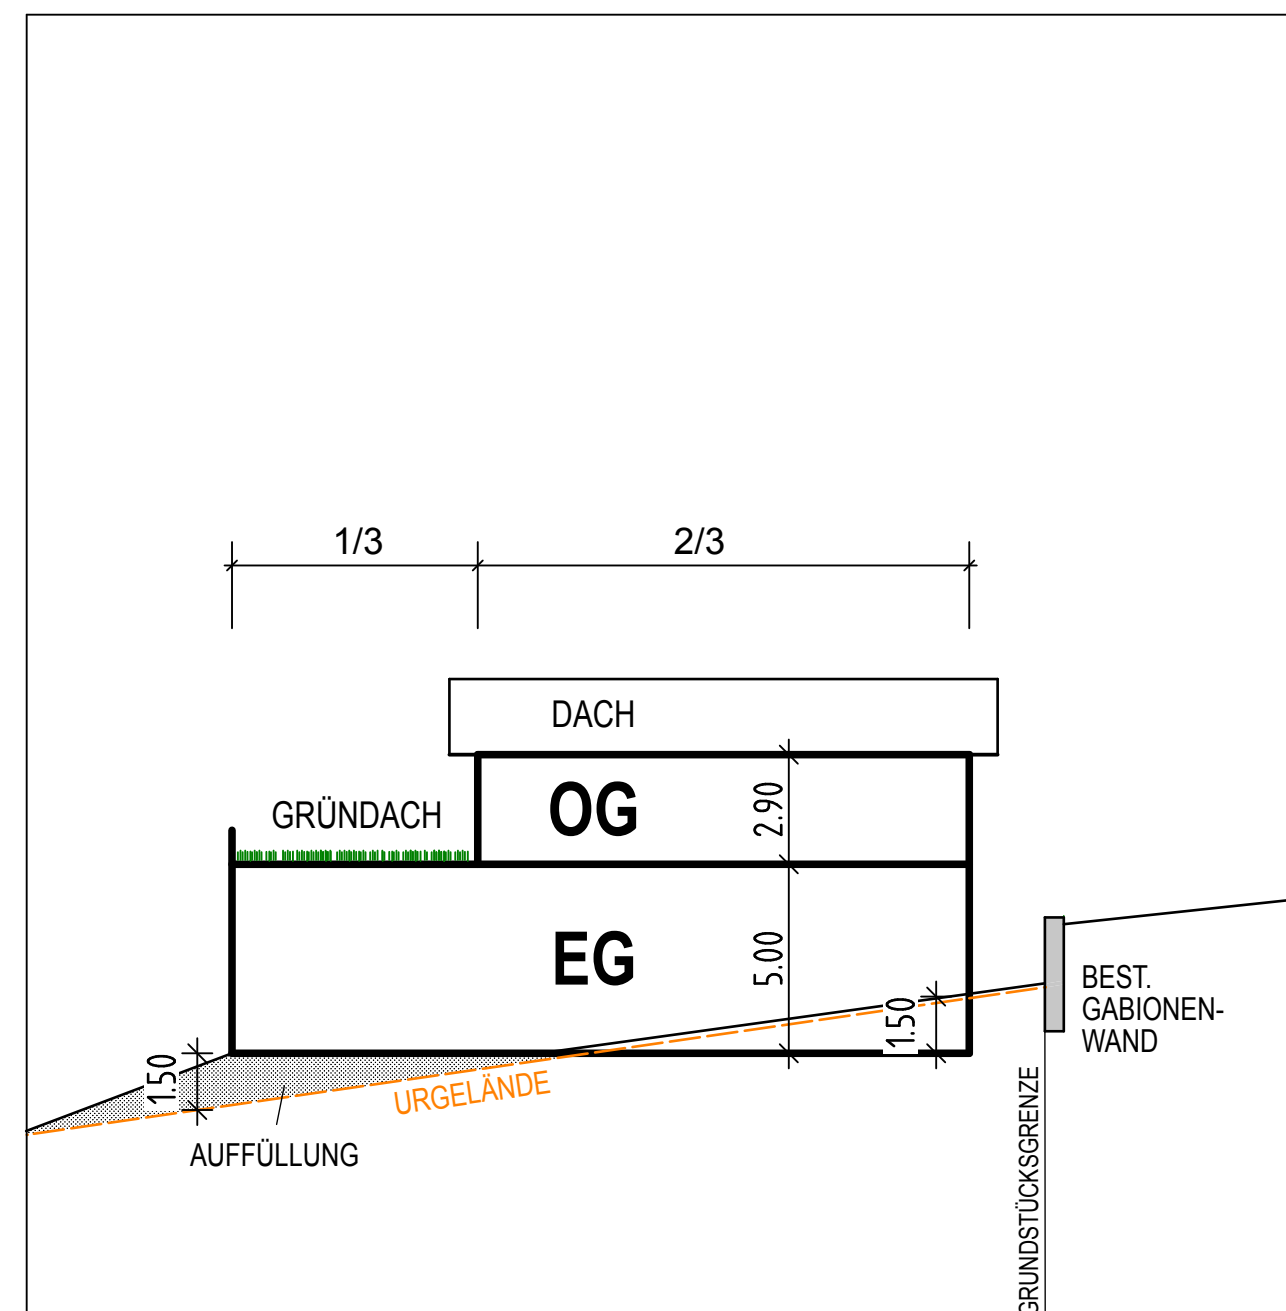 1/3
2/3
DACH
GRÜNDACH
OG
2.90
EG
5.00
1.50
BEST.
GABIONEN-
WAND
1.50
URGELÄNDE
AUFFÜLLUNG
GRUNDSTÜCKSGRENZE